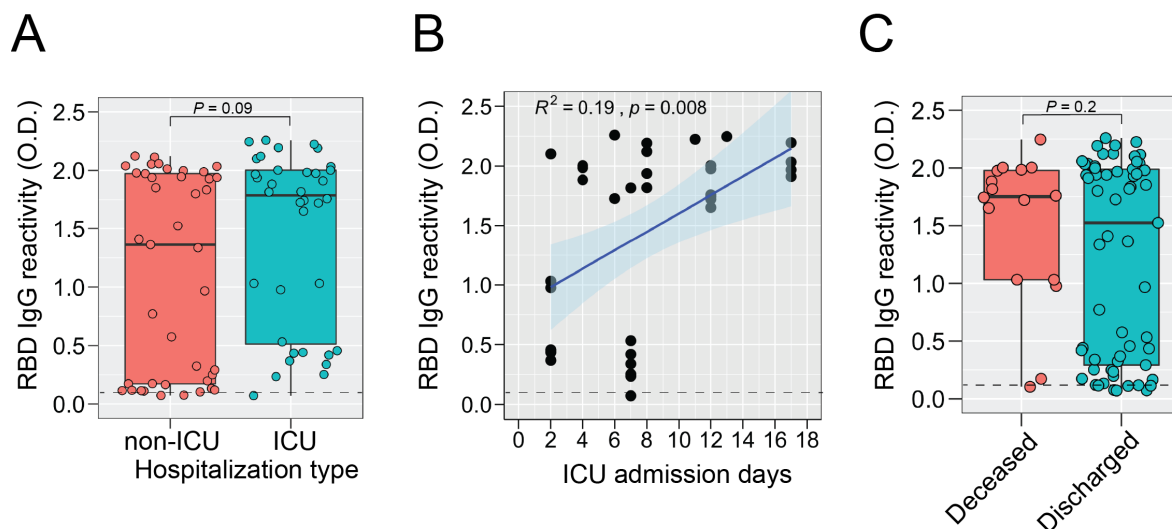 A
RBD IgG reactivity (O.D.)
2.5
2.0
1.5
1.0
0.5
0.0
P = 0.09
non-ICU
ICU
Hospitalization type
B
RBD IgG reactivity (O.D.)
2.5
2.0
1.5
1.0
0.5
0.0
R² = 0.19 , p = 0.008
0 2 4 6 8 10 12 14 16 18
ICU admission days
C
RBD IgG reactivity (O.D.)
2.5
2.0
1.5
1.0
0.5
0.0
P = 0.2
Deceased
Discharged